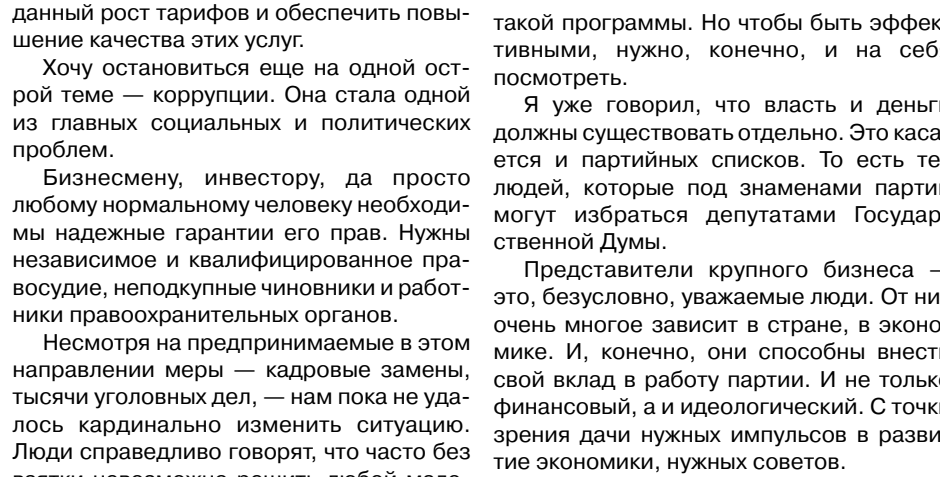 данный рост тарифов и обеспечить повы-
шение качества этих услуг.
Хочу остановиться еще на одной ост-
рой теме — коррупции. Она стала одной
из главных социальных и политических
проблем.
Бизнесмену, инвестору, да просто
любому нормальному человеку необходи-
мы надежные гарантии его прав. Нужны
независимое и квалифицированное пра-
восудие, неподкупные чиновники и работ-
ники правоохранительных органов.
Несмотря на предпринимаемые в этом
направлении меры — кадровые замены,
тысячи уголовных дел, — нам пока не уда-
лось кардинально изменить ситуацию.
Люди справедливо говорят, что часто без
такой программы. Но чтобы быть эффек
тивными, нужно, конечно, и на себ
посмотреть.
Я уже говорил, что власть и деньг
должны существовать отдельно. Это каса
ется и партийных списков. То есть те
людей, которые под знаменами парти
могут избраться депутатами Государ
ственной Думы.
Представители крупного бизнеса —
это, безусловно, уважаемые люди. От ни
очень многое зависит в стране, в эконо
мике. И, конечно, они способны внест
свой вклад в работу партии. И не только
финансовый, а и идеологический. С точк
зрения дачи нужных импульсов в разви
тие экономики, нужных советов.